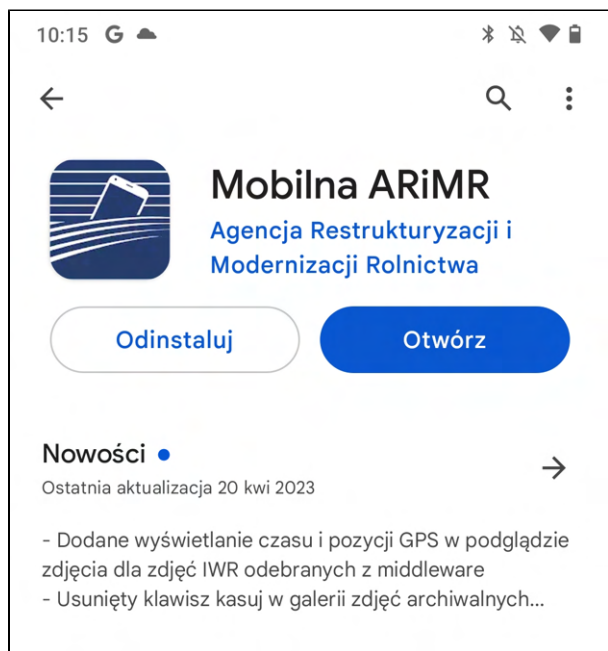 10:15 G
Mobilna ARiMR
Agencja Restrukturyzacji i
Modernizacji Rolnictwa
Odinstaluj
Otwórz
Nowości
Ostatnia aktualizacja 20 kwi 2023
- Dodane wyświetlanie czasu i pozycji GPS w podglądzie
zdjęcia dla zdjęć IWR odebranych z middleware
- Usunięty klawisz kasuj w galerii zdjęć archiwalnych...